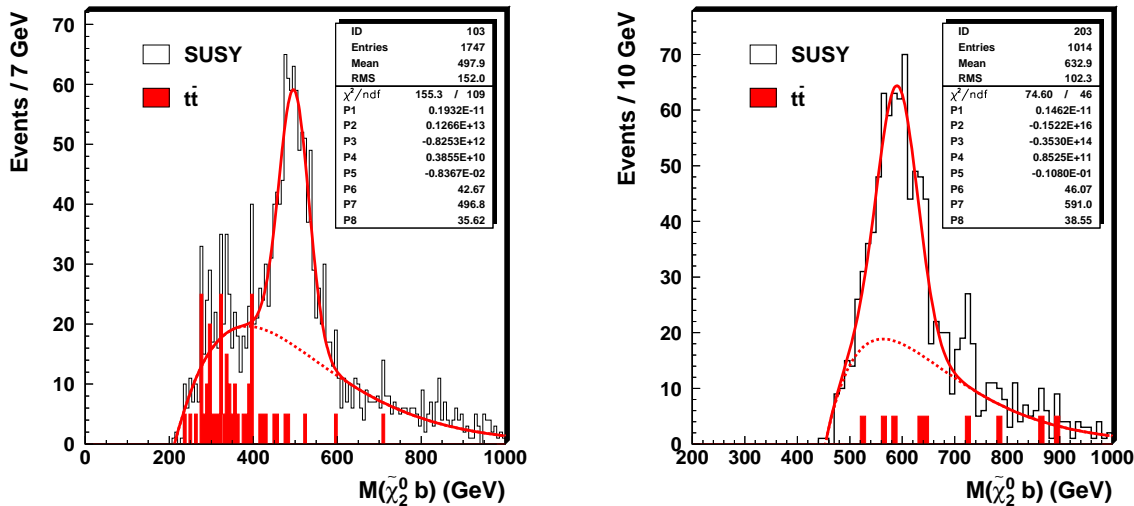 Events / 7 GeV
70
60
50
40
30
20
10
0
SUSY
tt̄
ID 103
Entries 1747
Mean 497.9
RMS 152.0
χ²/ndf 155.3 / 109
P1 0.1932E-11
P2 0.1266E+13
P3 -0.8253E+12
P4 0.3855E+10
P5 -0.8367E-02
P6 42.67
P7 496.8
P8 35.62
0 200 400 600 800 1000
M(χ̃⁰₂ b) (GeV)
Events / 10 GeV
70
60
50
40
30
20
10
0
SUSY
tt̄
ID 203
Entries 1014
Mean 632.9
RMS 102.3
χ²/ndf 74.60 / 46
P1 0.1462E-11
P2 -0.1522E+16
P3 -0.3530E+14
P4 0.8525E+11
P5 -0.1080E-01
P6 46.07
P7 591.0
P8 38.55
200 300 400 500 600 700 800 900 1000
M(χ̃⁰₂ b) (GeV)